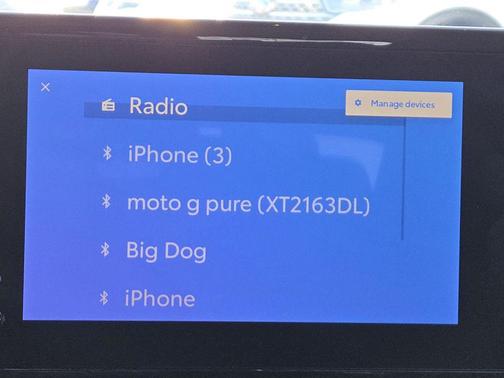 Radio
Manage devices
iPhone (3)
moto g pure (XT2163DL)
Big Dog
iPhone